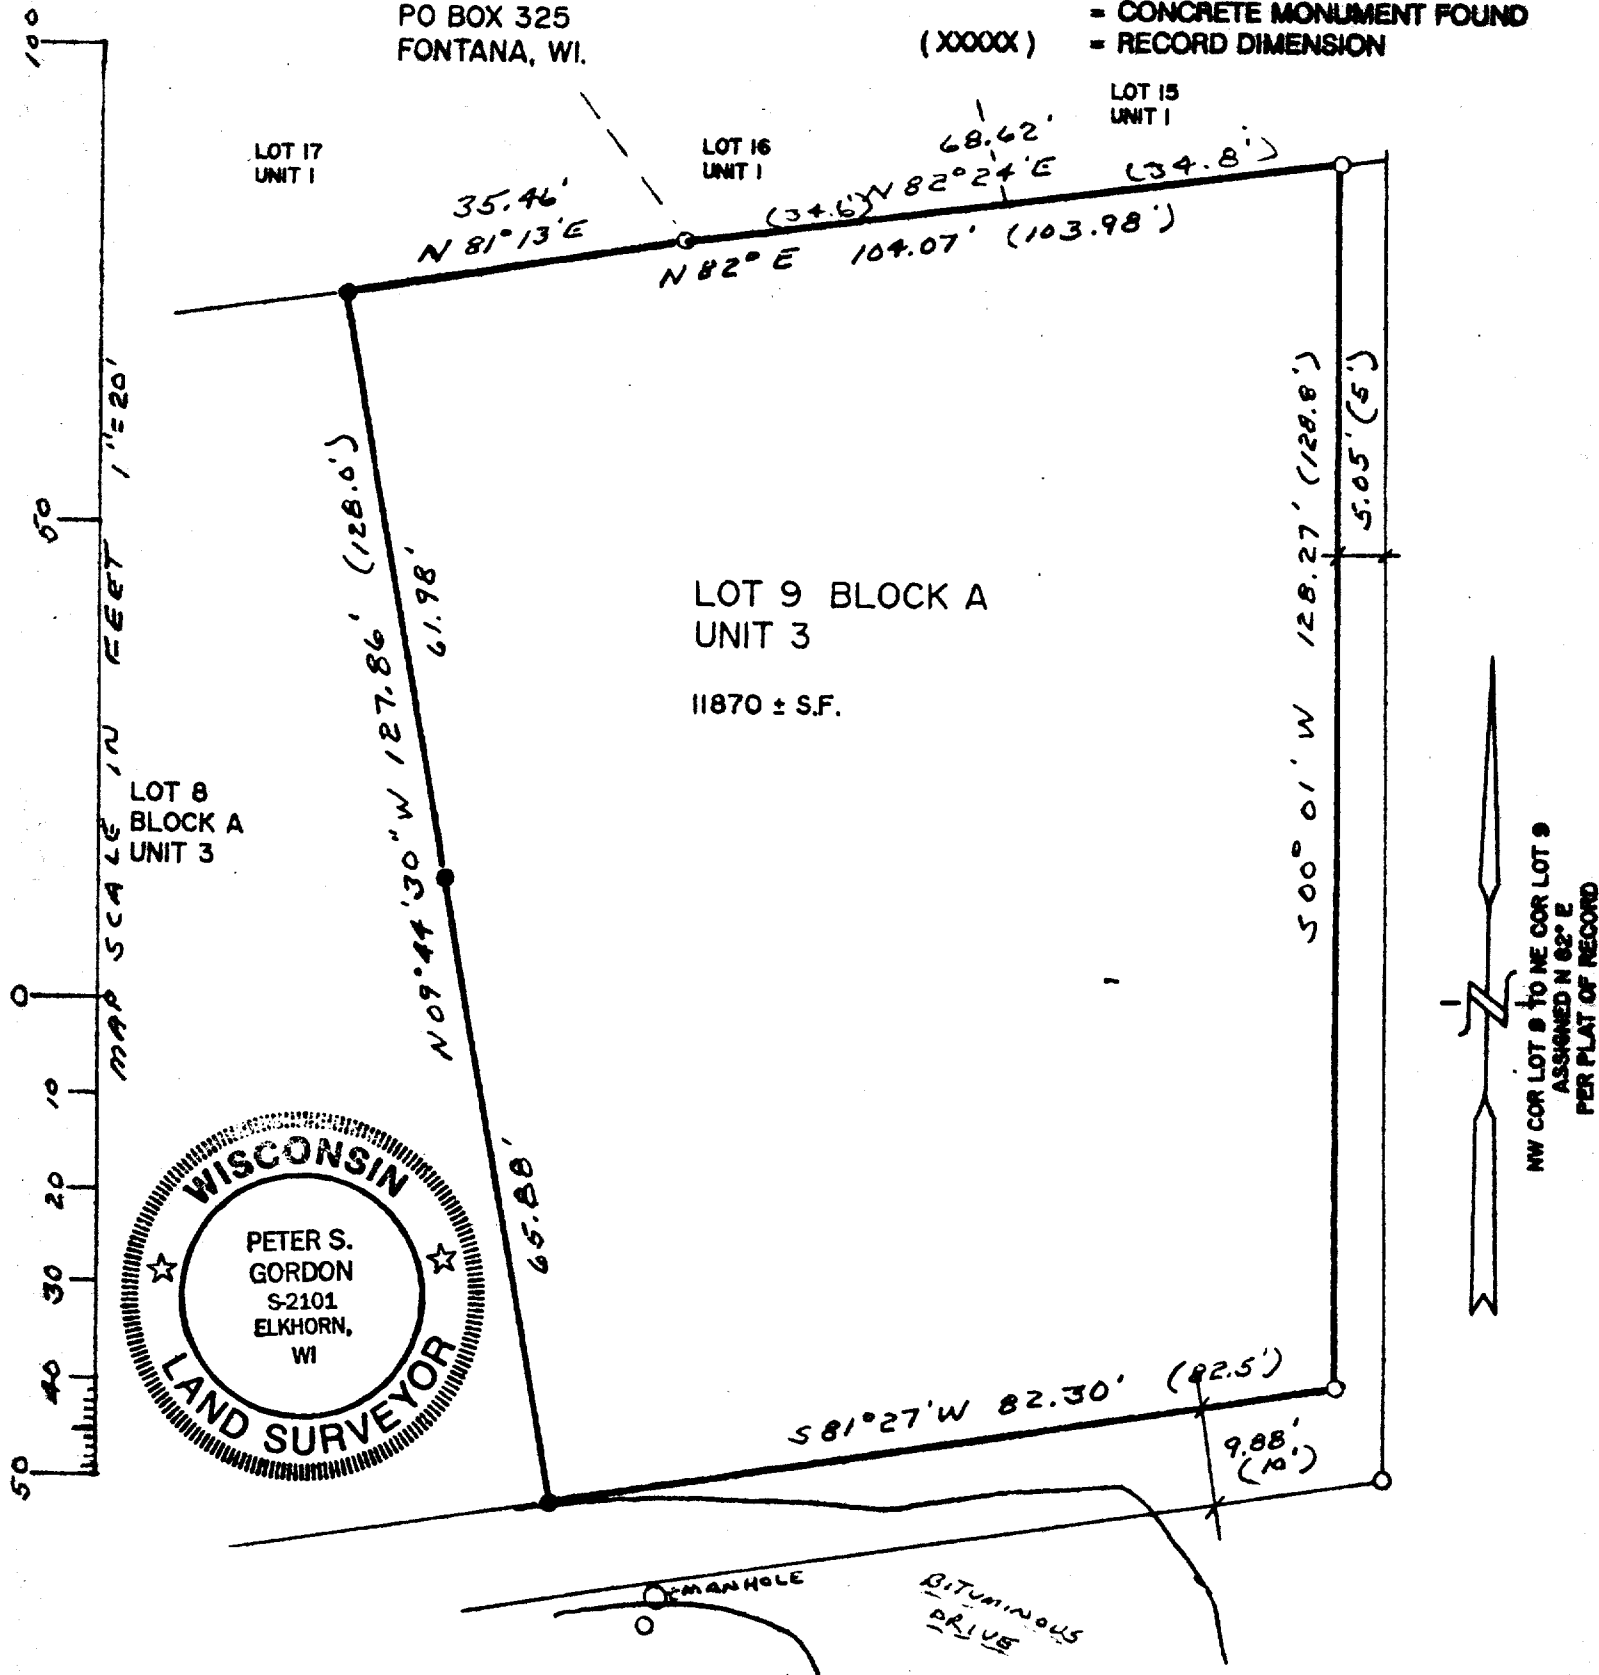 PO BOX 325
FONTANA, WI.
= CONCRETE MONUMENT FOUND
(XXXXX) = RECORD DIMENSION
LOT 17
UNIT 1
LOT 16
UNIT 1
LOT 15
UNIT 1
35.46'
N 81°13'E
68.62'
N 82°24'E
(34.6')
(34.8')
N 82° E 104.07' (103.98')
100
50
0
10
20
30
40
50
MAP SCALE IN FEET 1"=20'
N09°44'30"W 127.86' (128.0')
61.98'
65.88'
LOT 9 BLOCK A
UNIT 3
11870 ± S.F.
S 00° 01' W 128.27' (128.8')
5.05' (5')
LOT 8
BLOCK A
UNIT 3
N
NW COR LOT 8 TO NE COR LOT 9
ASSIGNED N 82° E
PER PLAT OF RECORD
WISCONSIN
PETER S.
GORDON
S-2101
ELKHORN,
WI
LAND SURVEYOR
S81°27'W 82.30' (82.5')
9.88'
(10')
MANHOLE
BITUMINOUS
DRIVE